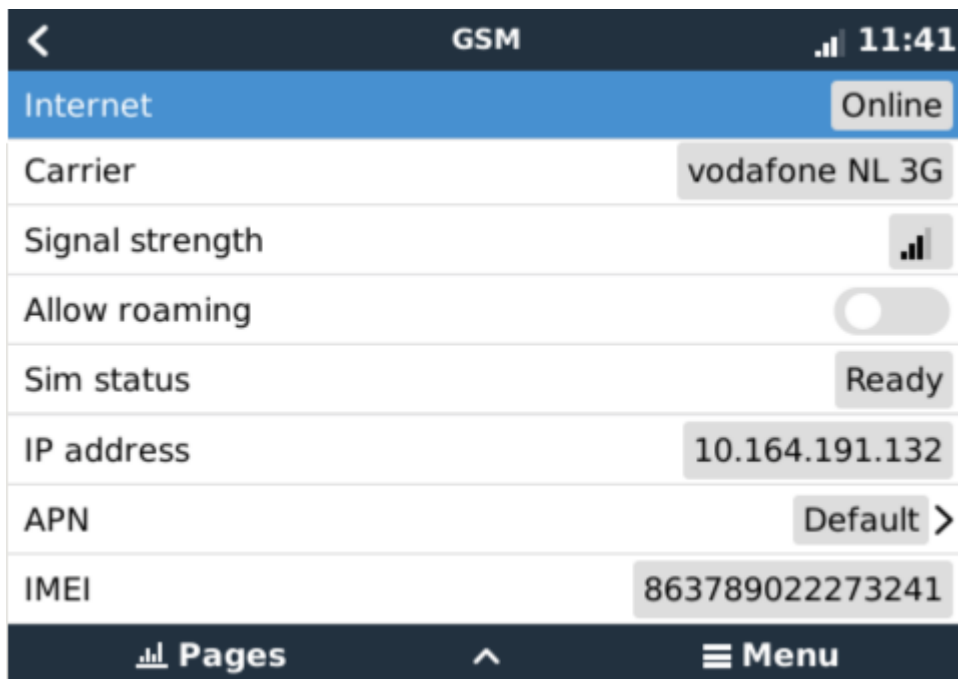 GSM 11:41
Internet Online
Carrier vodafone NL 3G
Signal strength
Allow roaming
Sim status Ready
IP address 10.164.191.132
APN Default
IMEI 863789022273241
Pages Menu